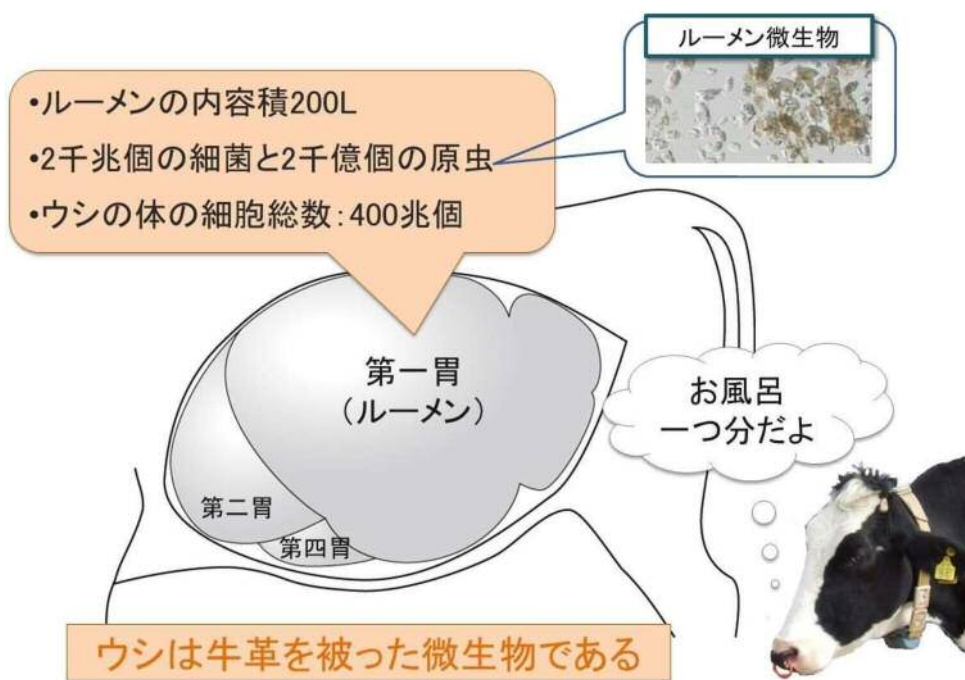 ルーメン微生物
•ルーメンの内容積200L
•2千兆個の細菌と2千億個の原虫
•ウシの体の細胞総数：400兆個
第一胃
（ルーメン）
お風呂
一つ分だよ
第二胃
第四胃
ウシは牛革を被った微生物である